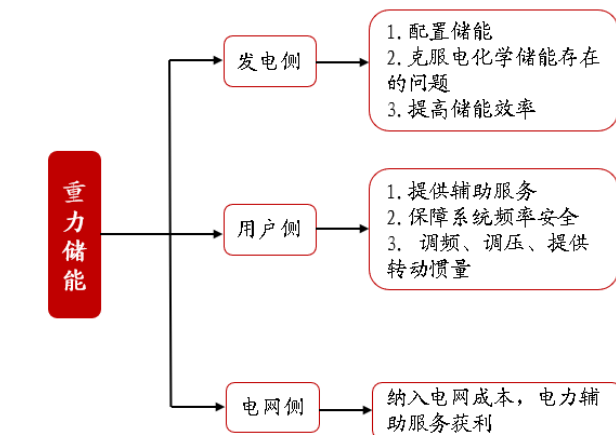 重力储能
发电侧
1. 配置储能
2. 克服电化学储能存在
的问题
3. 提高储能效率
用户侧
1. 提供辅助服务
2. 保障系统频率安全
3. 调频、调压、提供
转动惯量
电网侧
纳入电网成本，电力辅
助服务获利